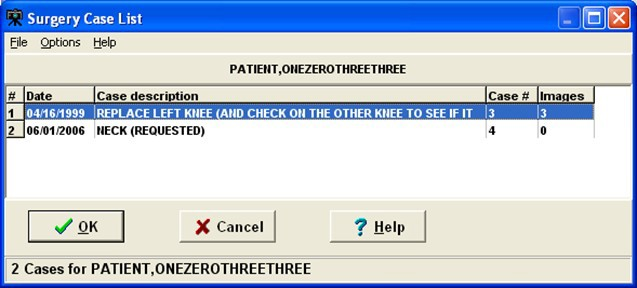 Surgery Case List
File Options Help
PATIENT,ONEZEROTHREETHREE
# Date Case description Case # Images
1 04/16/1999 REPLACE LEFT KNEE (AND CHECK ON THE OTHER KNEE TO SEE IF IT 3 3
2 06/01/2006 NECK (REQUESTED) 4 0
OK Cancel ? Help
2 Cases for PATIENT,ONEZEROTHREETHREE